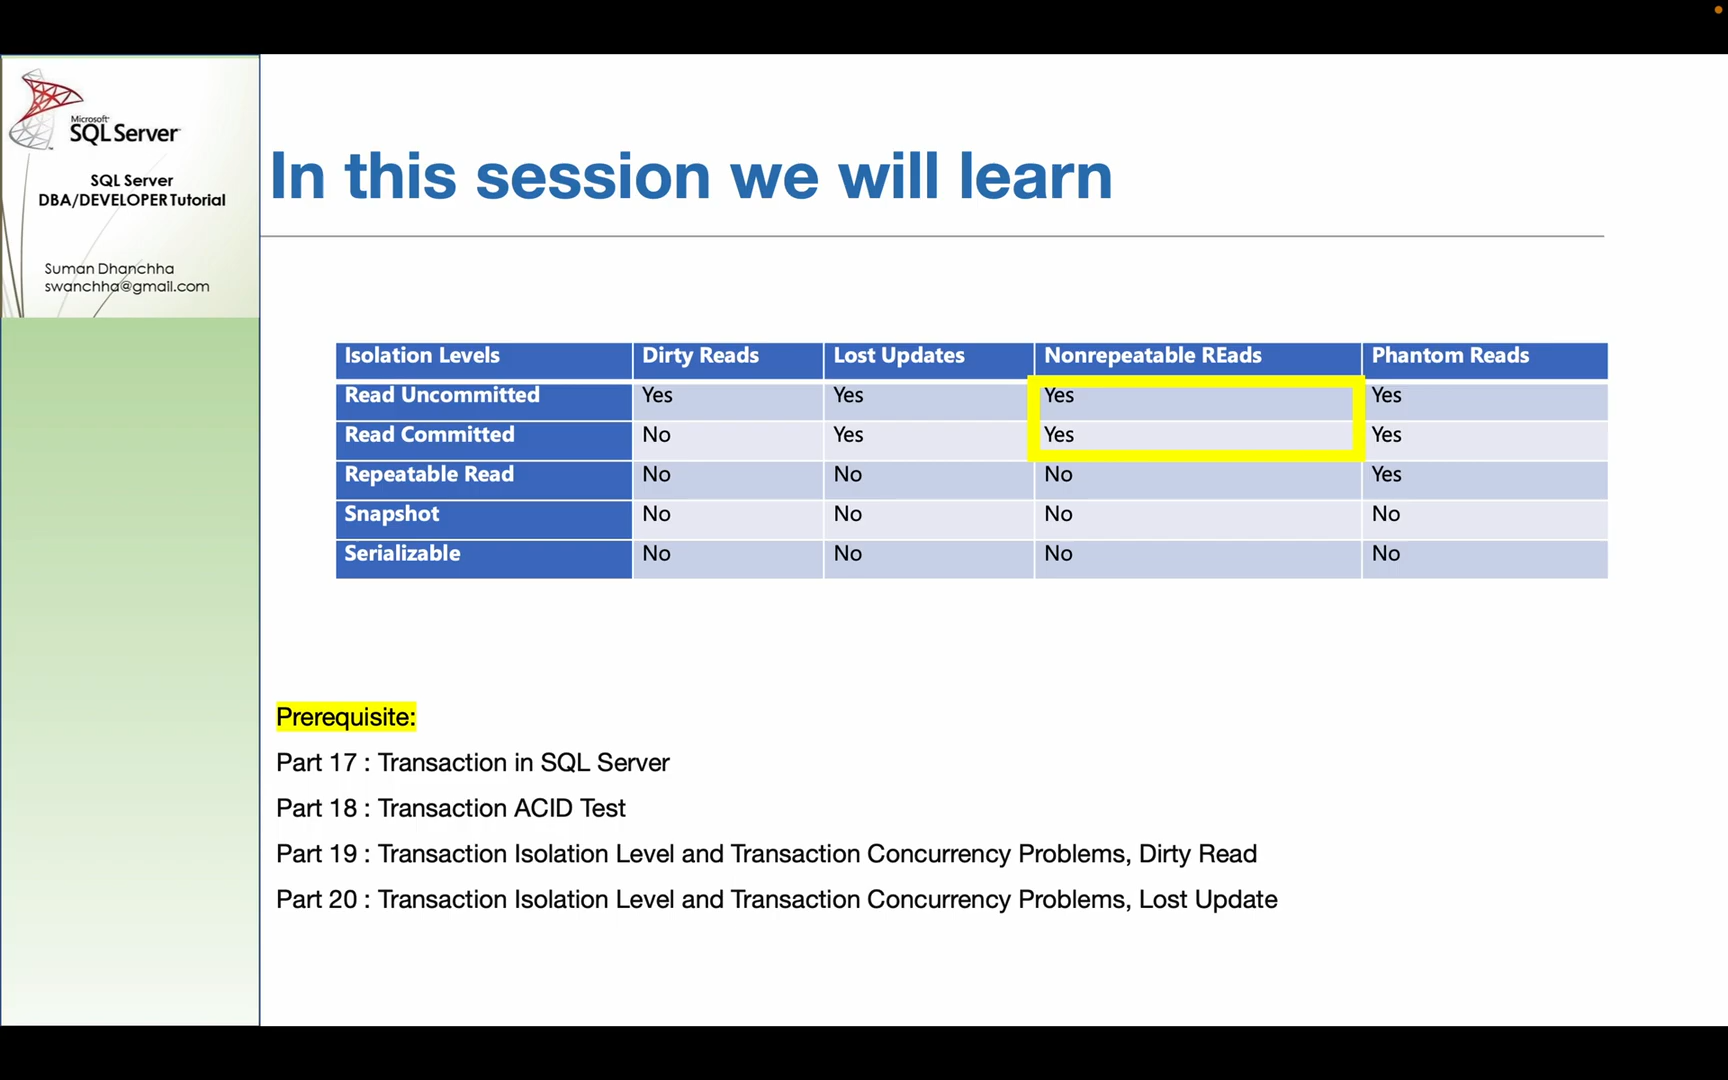 Microsoft
SQL Server
SQL Server
DBA/DEVELOPER Tutorial
Suman Dhanchha
swanchha@gmail.com
In this session we will learn
Isolation Levels Dirty Reads Lost Updates Nonrepeatable REads Phantom Reads
Read Uncommitted Yes Yes Yes Yes
Read Committed No Yes Yes Yes
Repeatable Read No No No Yes
Snapshot No No No No
Serializable No No No No
Prerequisite:
Part 17 : Transaction in SQL Server
Part 18 : Transaction ACID Test
Part 19 : Transaction Isolation Level and Transaction Concurrency Problems, Dirty Read
Part 20 : Transaction Isolation Level and Transaction Concurrency Problems, Lost Update